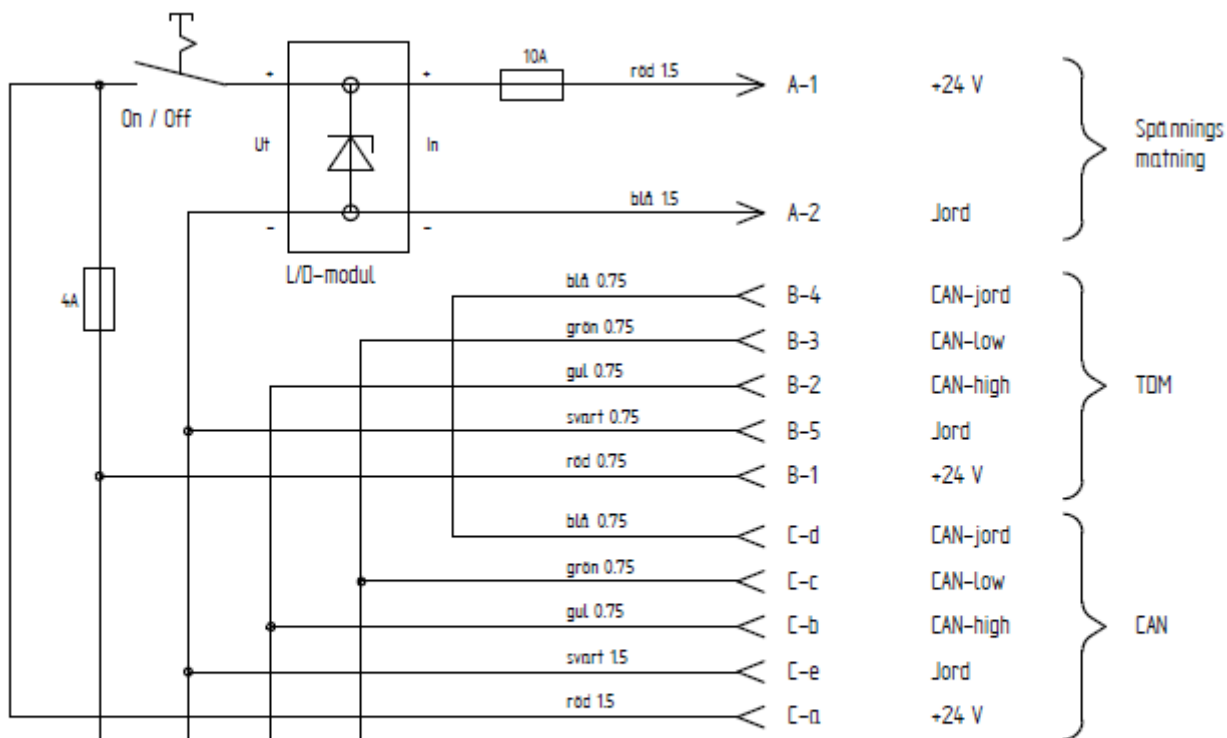 10A
röd 1.5
A-1
+24 V
+
+
On / Off
Ut
In
Spännings
matning
blå 1.5
A-2
Jord
-
-
L/D-modul
4A
blå 0.75
B-4
CAN-jord
grön 0.75
B-3
CAN-low
gul 0.75
B-2
CAN-high
TDM
svart 0.75
B-5
Jord
röd 0.75
B-1
+24 V
blå 0.75
C-d
CAN-jord
grön 0.75
C-c
CAN-low
gul 0.75
C-b
CAN-high
CAN
svart 1.5
C-e
Jord
röd 1.5
C-a
+24 V